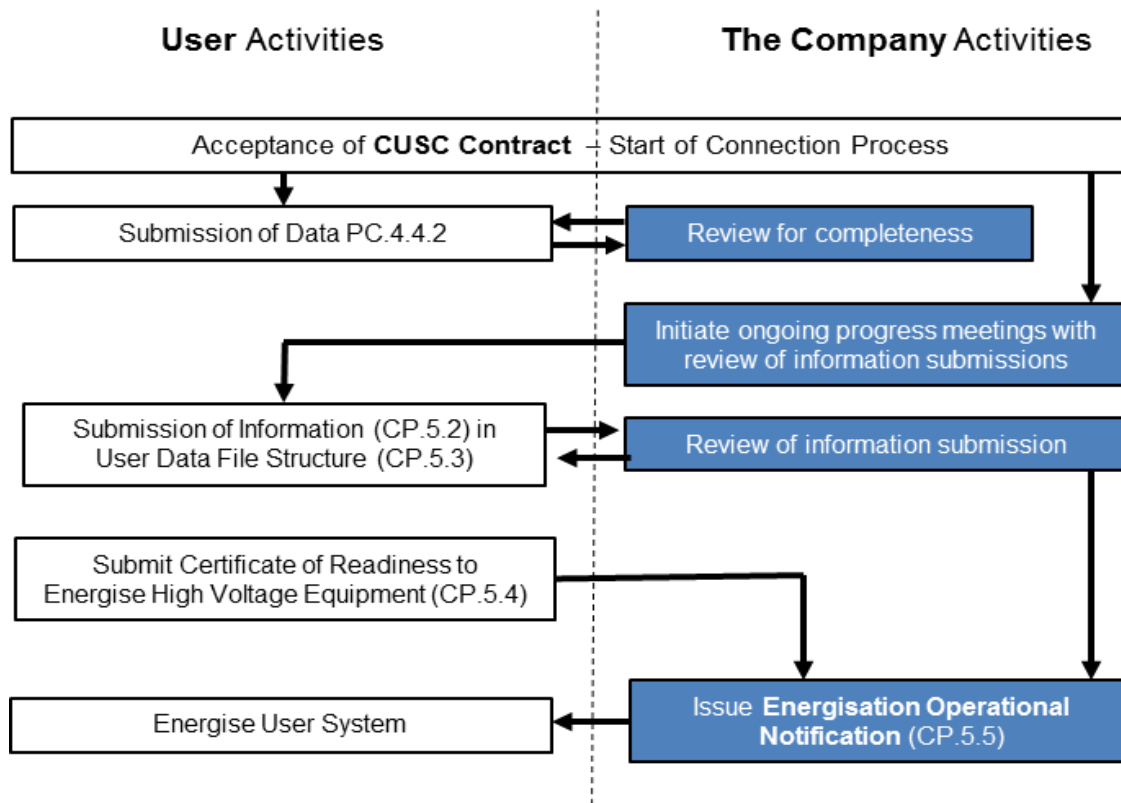 User Activities
The Company Activities
Acceptance of CUSC Contract – Start of Connection Process
Submission of Data PC.4.4.2
Review for completeness
Initiate ongoing progress meetings with
review of information submissions
Submission of Information (CP.5.2) in
User Data File Structure (CP.5.3)
Review of information submission
Submit Certificate of Readiness to
Energise High Voltage Equipment (CP.5.4)
Issue Energisation Operational
Notification (CP.5.5)
Energise User System